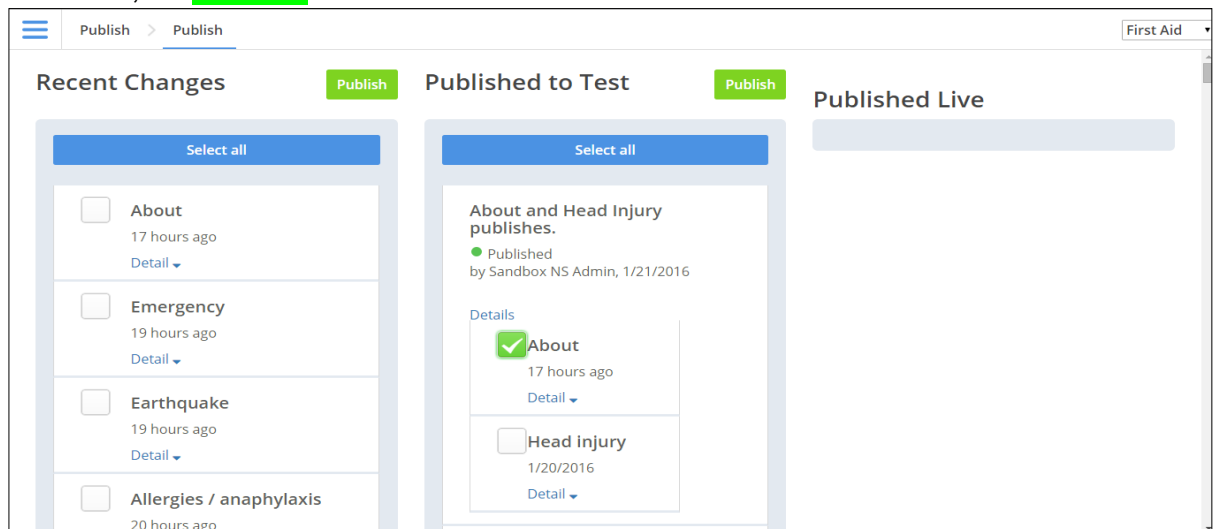 Publish
Publish
First Aid
Recent Changes
Publish
Select all
About
17 hours ago
Detail
Emergency
19 hours ago
Detail
Earthquake
19 hours ago
Detail
Allergies / anaphylaxis
20 hours ago
Published to Test
Publish
Select all
About and Head Injury
publishes.
Published
by Sandbox NS Admin, 1/21/2016
Details
About
17 hours ago
Detail
Head injury
1/20/2016
Detail
Published Live